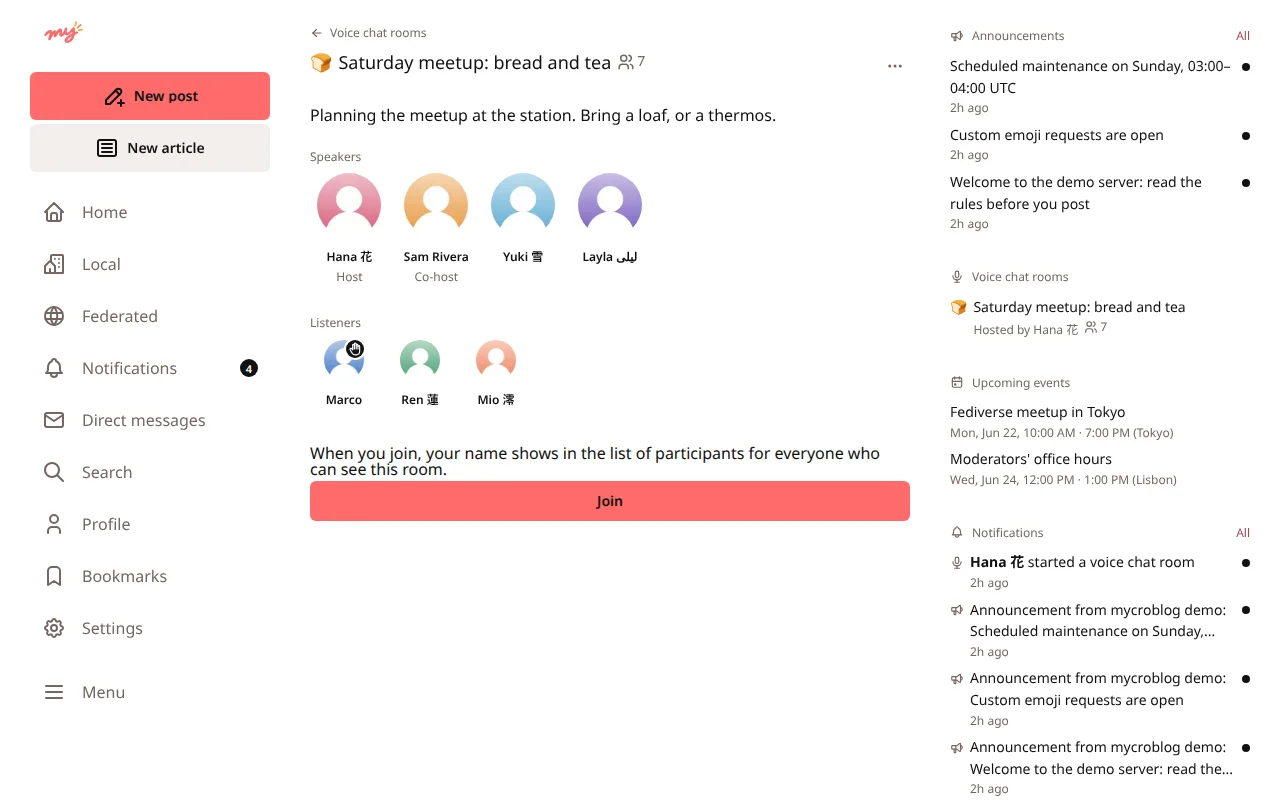 my
New post
New article
Home
Local
Federated
Notifications
4
Direct messages
Search
Profile
Bookmarks
Settings
Menu
Voice chat rooms
🍞 Saturday meetup: bread and tea 7
Planning the meetup at the station. Bring a loaf, or a thermos.
Speakers
Hana 花
Host
Sam Rivera
Co-host
Yuki 雪
Layla ليلى
Listeners
Marco
Ren 蓮
Mio 澪
When you join, your name shows in the list of participants for everyone who
can see this room.
Join
Announcements
All
Scheduled maintenance on Sunday, 03:00–
04:00 UTC
2h ago
Custom emoji requests are open
2h ago
Welcome to the demo server: read the
rules before you post
2h ago
Voice chat rooms
🍞 Saturday meetup: bread and tea
Hosted by Hana 花 7
Upcoming events
Fediverse meetup in Tokyo
Mon, Jun 22, 10:00 AM · 7:00 PM (Tokyo)
Moderators' office hours
Wed, Jun 24, 12:00 PM · 1:00 PM (Lisbon)
Notifications
All
Hana 花 started a voice chat room
2h ago
Announcement from mycroblog demo:
Scheduled maintenance on Sunday,...
2h ago
Announcement from mycroblog demo:
Custom emoji requests are open
2h ago
Announcement from mycroblog demo:
Welcome to the demo server: read the...
2h ago